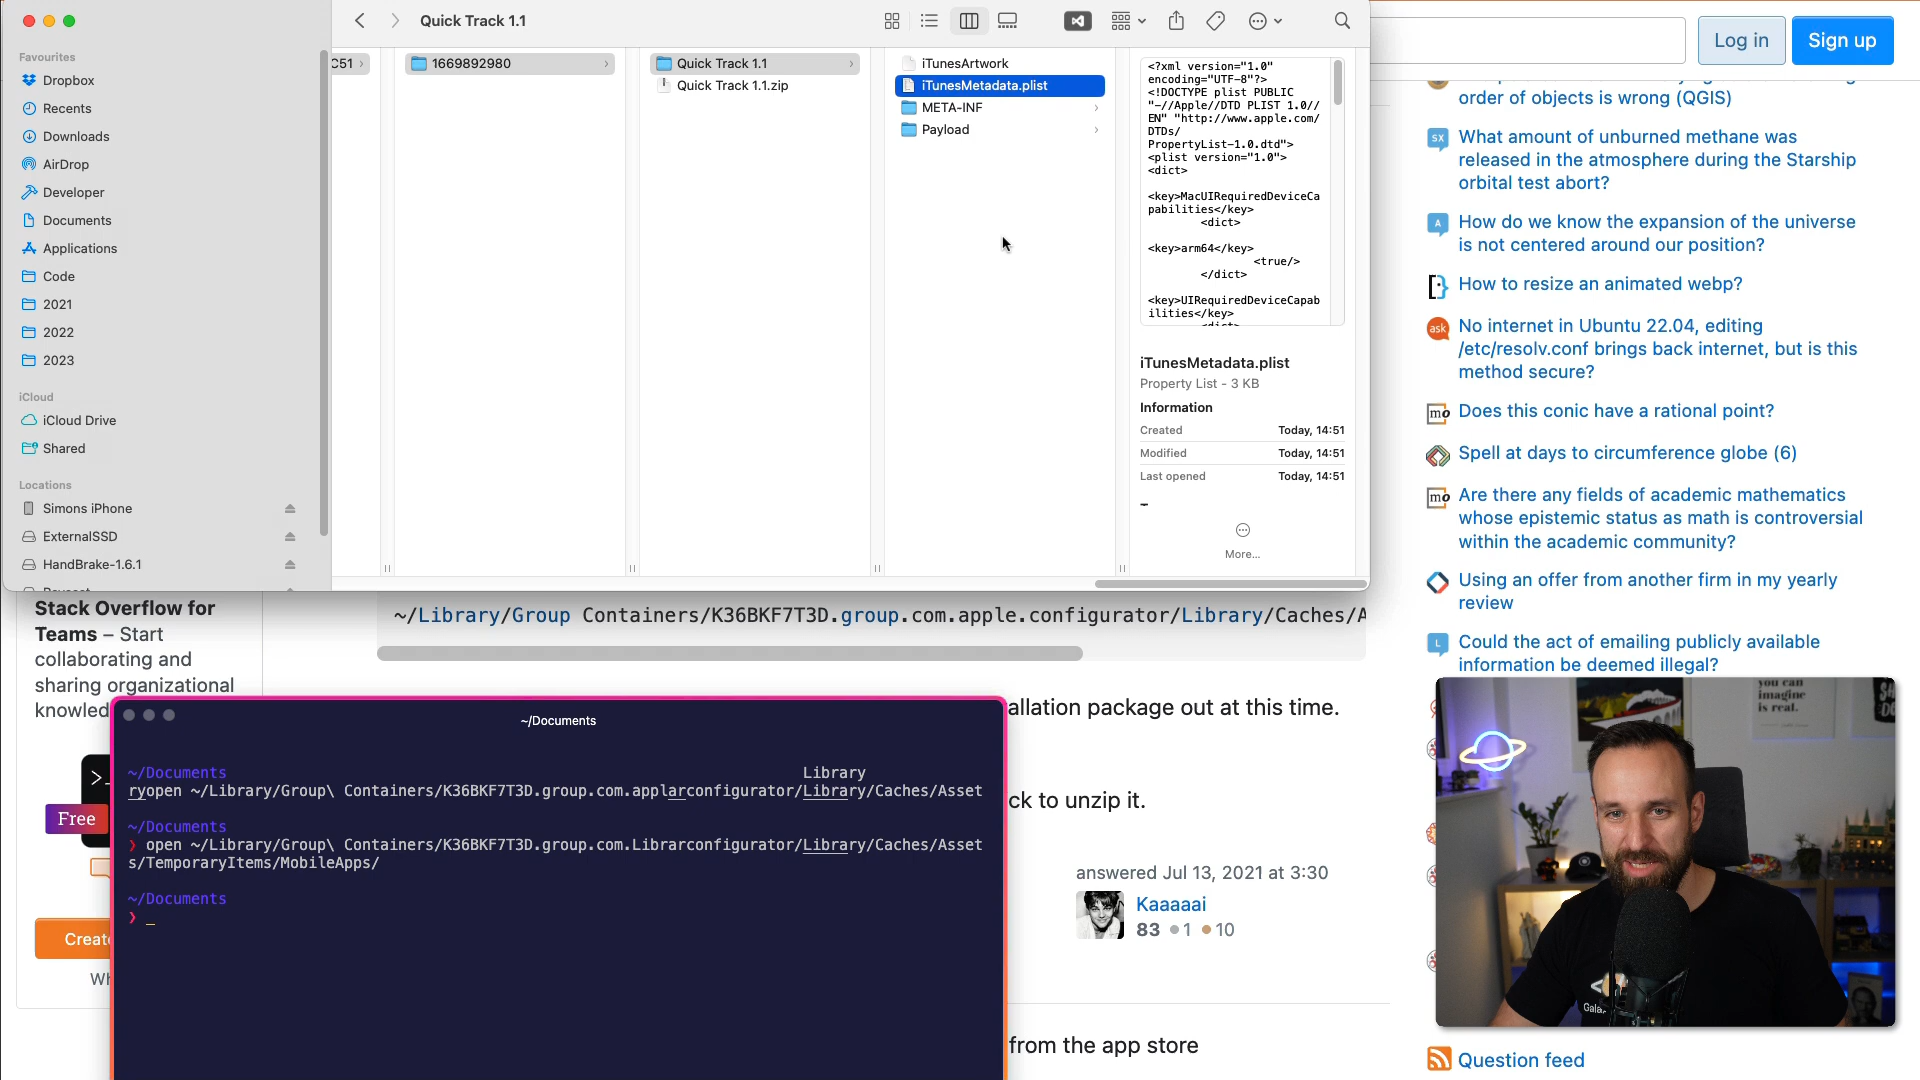 Quick Track 1.1
Favourites
Dropbox
Recents
Downloads
AirDrop
Developer
Documents
Applications
Code
2021
2022
2023
iCloud
iCloud Drive
Shared
Locations
Simons iPhone
ExternalSSD
HandBrake-1.6.1
C51
1669892980
Quick Track 1.1
Quick Track 1.1.zip
iTunesArtwork
iTunesMetadata.plist
META-INF
Payload
<?xml version="1.0"
encoding="UTF-8"?>
<!DOCTYPE plist PUBLIC
"-//Apple//DTD PLIST 1.0//
EN" "http://www.apple.com/
DTDs/
PropertyList-1.0.dtd">
<plist version="1.0">
<dict>
<key>MacUIRequiredDeviceCa
pabilities</key>
<dict>
<key>arm64</key>
<true/>
</dict>
<key>UIRequiredDeviceCapab
ilities</key>
iTunesMetadata.plist
Property List - 3 KB
Information
Created Today, 14:51
Modified Today, 14:51
Last opened Today, 14:51
More...
Log in
Sign up
order of objects is wrong (QGIS)
What amount of unburned methane was
released in the atmosphere during the Starship
orbital test abort?
How do we know the expansion of the universe
is not centered around our position?
How to resize an animated webp?
No internet in Ubuntu 22.04, editing
/etc/resolv.conf brings back internet, but is this
method secure?
Does this conic have a rational point?
Spell at days to circumference globe (6)
Are there any fields of academic mathematics
whose epistemic status as math is controversial
within the academic community?
Using an offer from another firm in my yearly
review
Could the act of emailing publicly available
information be deemed illegal?
Question feed
Stack Overflow for
Teams – Start
collaborating and
sharing organizational
knowled
Free
Create
Wh
~/Library/Group Containers/K36BKF7T3D.group.com.apple.configurator/Library/Caches/A
allation package out at this time.
ck to unzip it.
answered Jul 13, 2021 at 3:30
Kaaaaai
83 1 10
from the app store
~/Documents
~/Documents Library
ryopen ~/Library/Group\ Containers/K36BKF7T3D.group.com.applarconfigurator/Library/Caches/Asset
~/Documents
❯ open ~/Library/Group\ Containers/K36BKF7T3D.group.com.Librarconfigurator/Library/Caches/Asset
s/TemporaryItems/MobileApps/
~/Documents
❯ _
you can
imagine
is real.